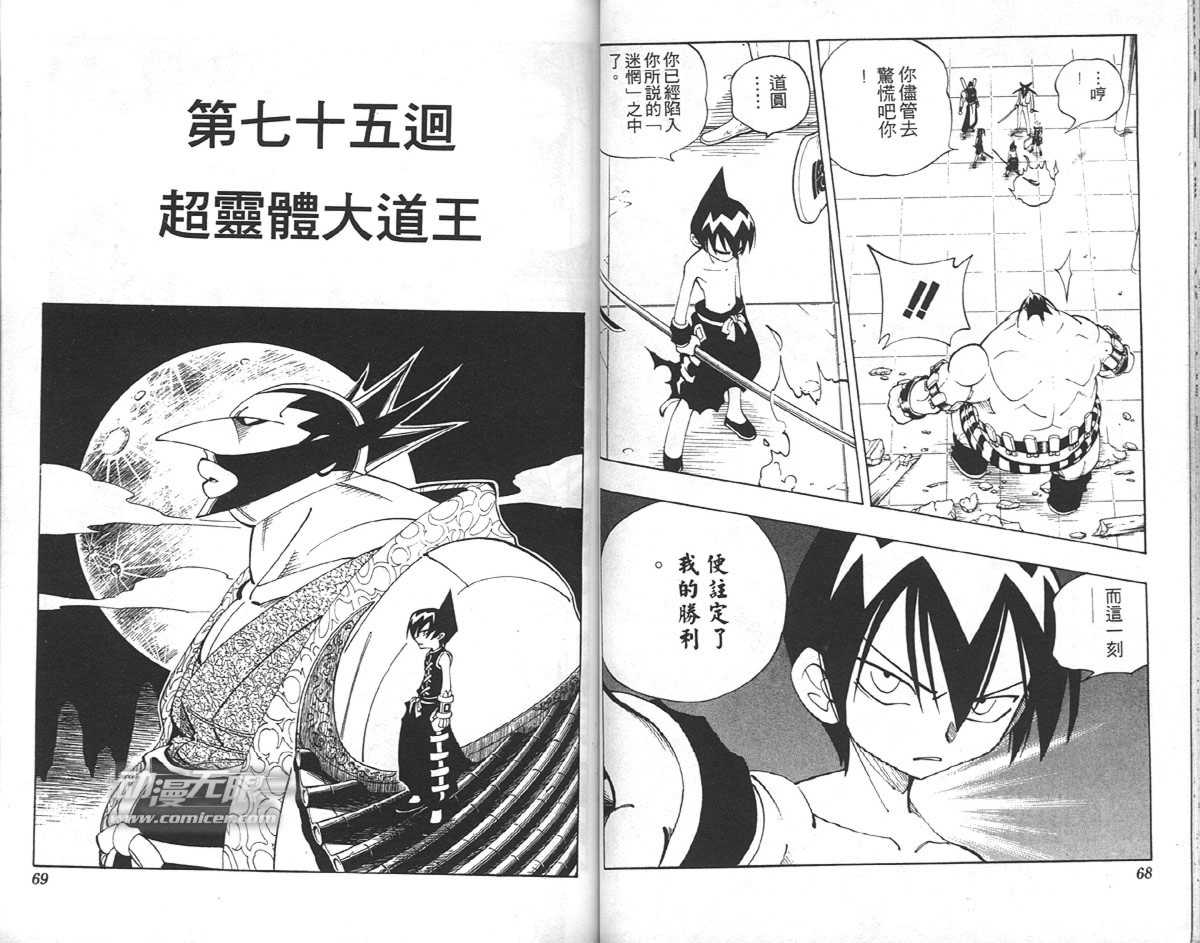 …哼
！
你儘管去
驚慌吧你
！
!!
道圓
……
你已經陷入
你所說的「
迷惘」之中
了。
而這一刻
——
便註定了
我的勝利
。
68
第七十五迴
超靈體大道王
动漫无限
www.comicen.com
69